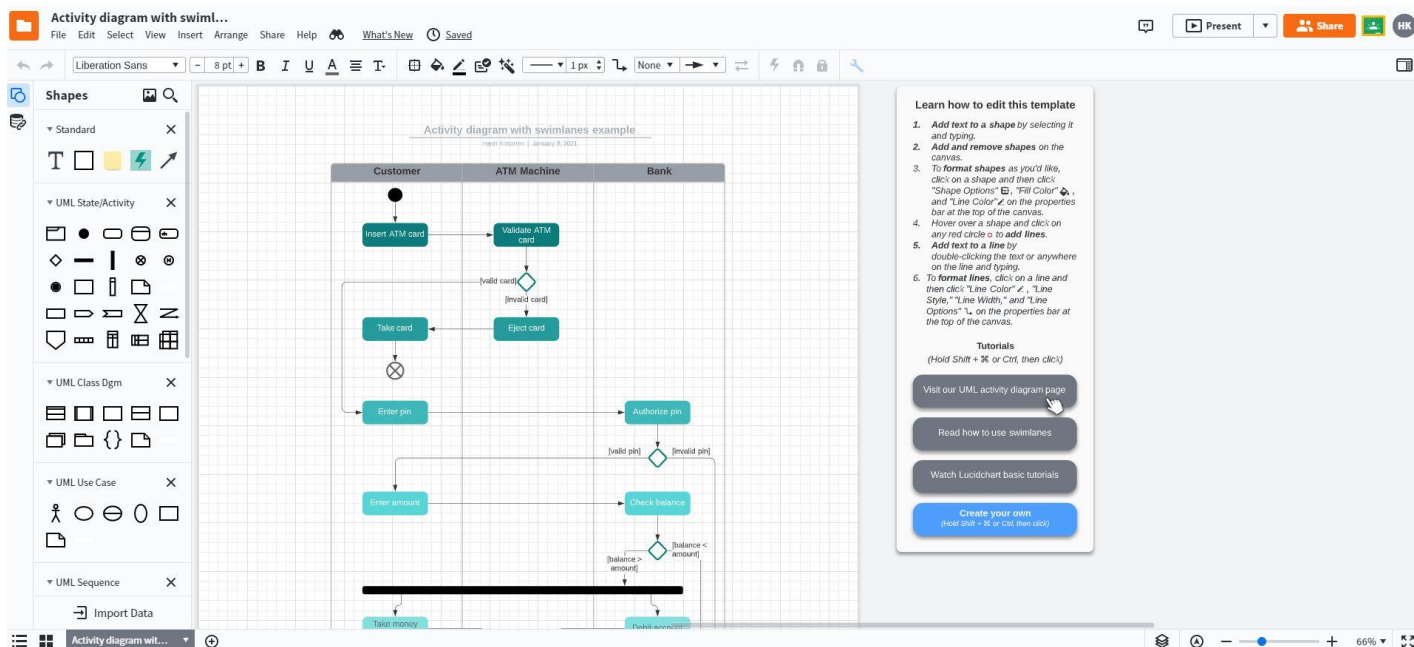 Activity diagram with swiml...
File Edit Select View Insert Arrange Share Help What's New Saved
Present Share HK
Liberation Sans − 8 pt + B I U A T 1 px None
Shapes
Standard
T
UML State/Activity
UML Class Dgm
UML Use Case
UML Sequence
Import Data
Activity diagram with swimlanes example
January 9, 2021
Customer ATM Machine Bank
Insert ATM card
Validate ATM
card
[valid card]
[invalid card]
Take card
Eject card
Enter pin
Authorize pin
[valid pin] [invalid pin]
Enter amount
Check balance
[balance <
amount]
[balance >
amount]
Take money
Debit account
Learn how to edit this template
1. Add text to a shape by selecting it
and typing.
2. Add and remove shapes on the
canvas.
3. To format shapes as you'd like,
click on a shape and then click
"Shape Options" , "Fill Color" ,
and "Line Color" on the properties
bar at the top of the canvas.
4. Hover over a shape and click on
any red circle to add lines.
5. Add text to a line by
double-clicking the text or anywhere
on the line and typing.
6. To format lines, click on a line and
then click "Line Color" , "Line
Style," "Line Width," and "Line
Options" on the properties bar at
the top of the canvas.
Tutorials
(Hold Shift + ⌘ or Ctrl, then click)
Visit our UML activity diagram page
Read how to use swimlanes
Watch Lucidchart basic tutorials
Create your own
(Hold Shift + ⌘ or Ctrl, then click)
Activity diagram wit...
66%